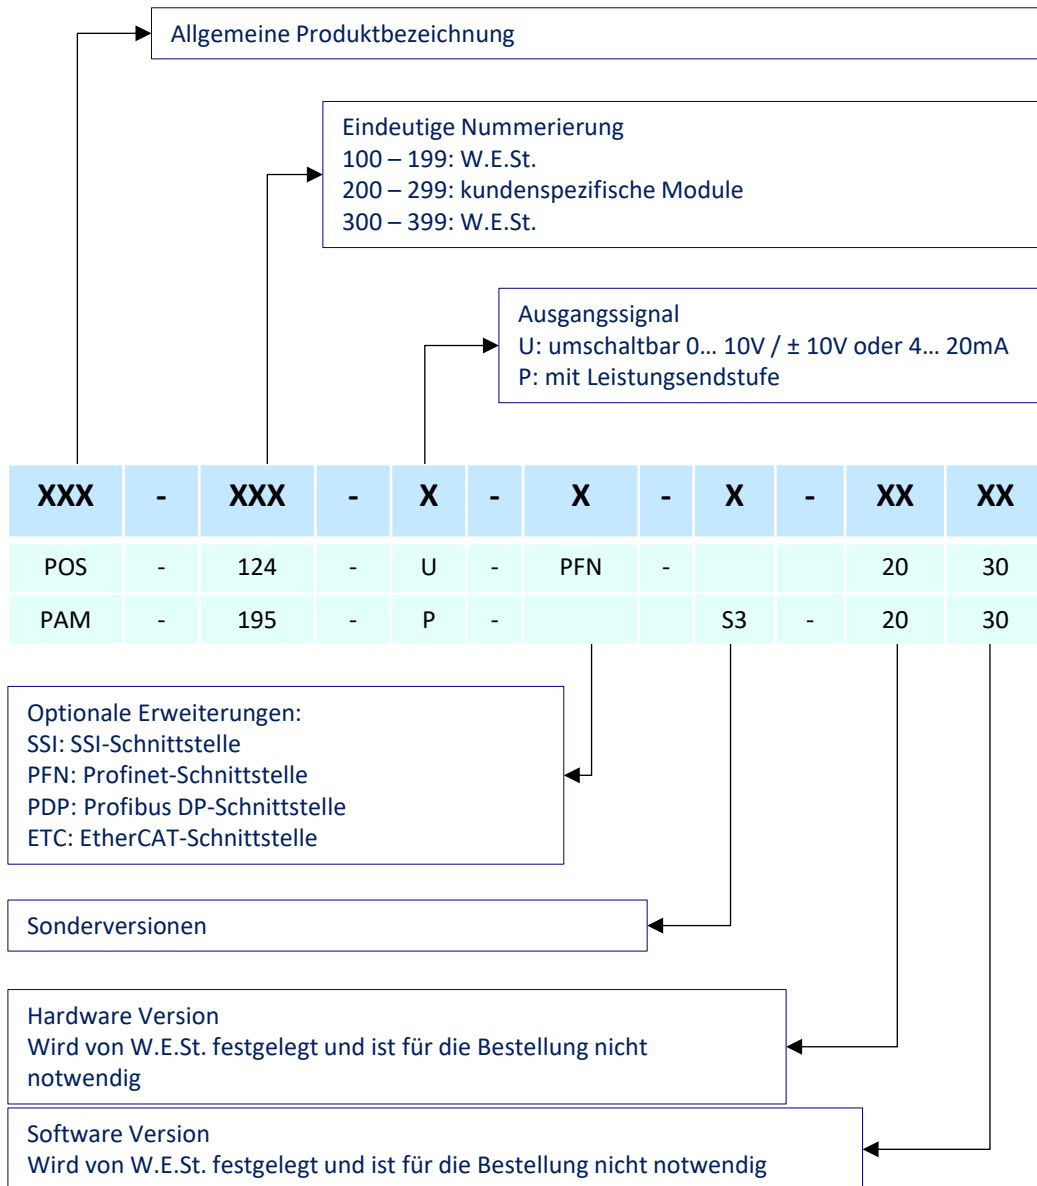 Allgemeine Produktbezeichnung
Eindeutige Nummerierung
100 – 199: W.E.St.
200 – 299: kundenspezifische Module
300 – 399: W.E.St.
Ausgangssignal
U: umschaltbar 0... 10V / ± 10V oder 4... 20mA
P: mit Leistungsendstufe
XXX - XXX - X - X - X - XX XX
POS - 124 - U - PFN - 20 30
PAM - 195 - P - S3 - 20 30
Optionale Erweiterungen:
SSI: SSI-Schnittstelle
PFN: Profinet-Schnittstelle
PDP: Profibus DP-Schnittstelle
ETC: EtherCAT-Schnittstelle
Sonderversionen
Hardware Version
Wird von W.E.St. festgelegt und ist für die Bestellung nicht
notwendig
Software Version
Wird von W.E.St. festgelegt und ist für die Bestellung nicht notwendig